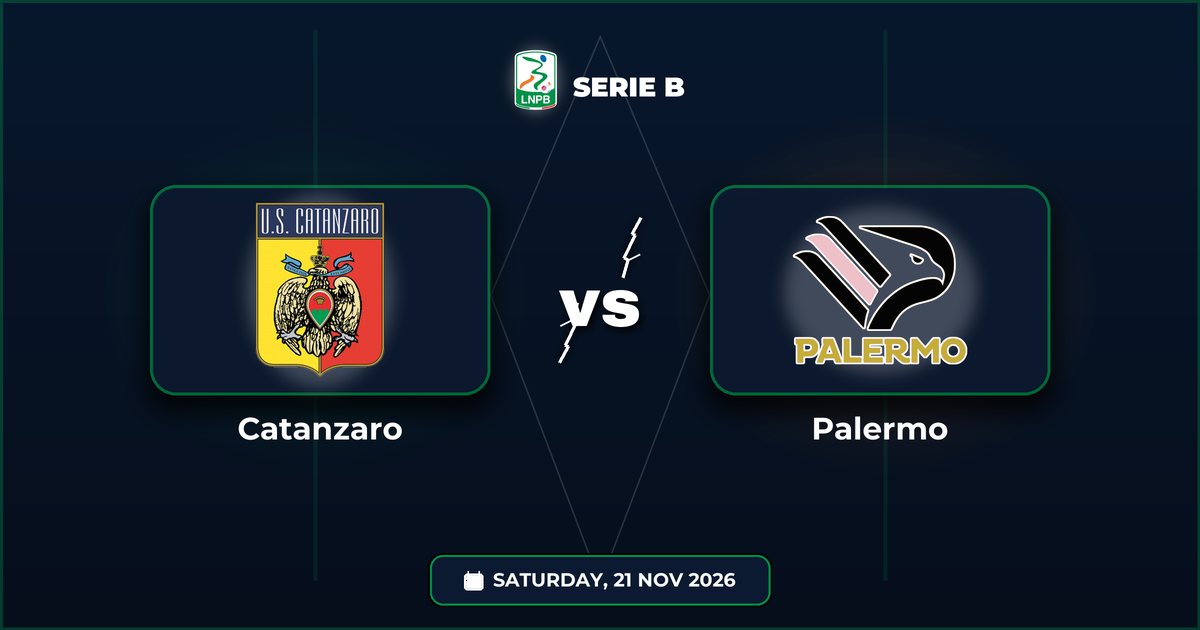 LNPB
SERIE B
U.S. CATANZARO
VS
PALERMO
Catanzaro
Palermo
SATURDAY, 21 NOV 2026